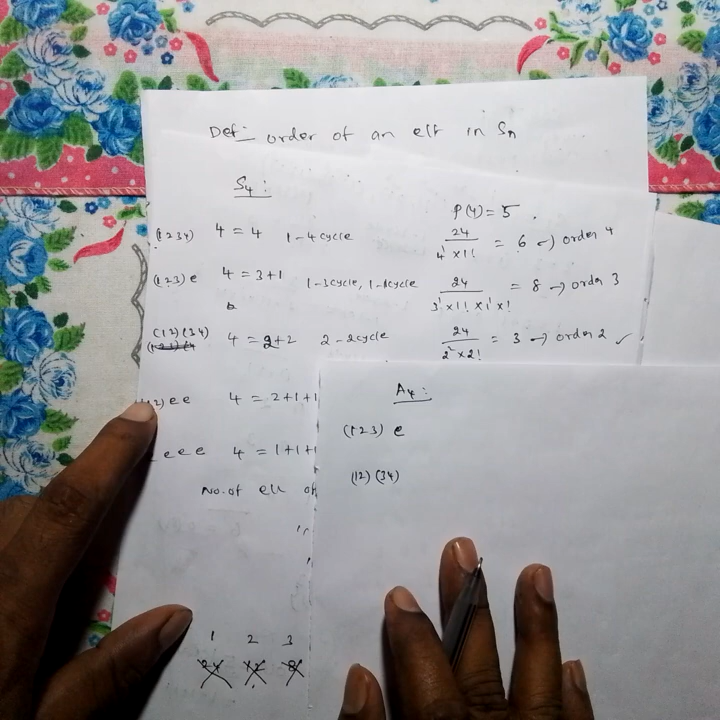 Def:- order of an elt in Sn
S4 :
P(4) = 5 .
(1234) 4 = 4 1-4cycle 24 / 4¹ x 1! = 6 → order 4
(123) e 4 = 3+1 1-3cycle, 1-1cycle 24 / 3¹ x 1! x 1¹ x 1! = 8 → order 3
(12)(34) 4 = 2+2 2-2cycle 24 / 2² x 2! = 3 → order 2 ✓
12) e e 4 = 2+1+1
e e e 4 = 1+1+1
No. of elt of
A4 :
(123) e
(12)(34)
1 2 3
24 12 8